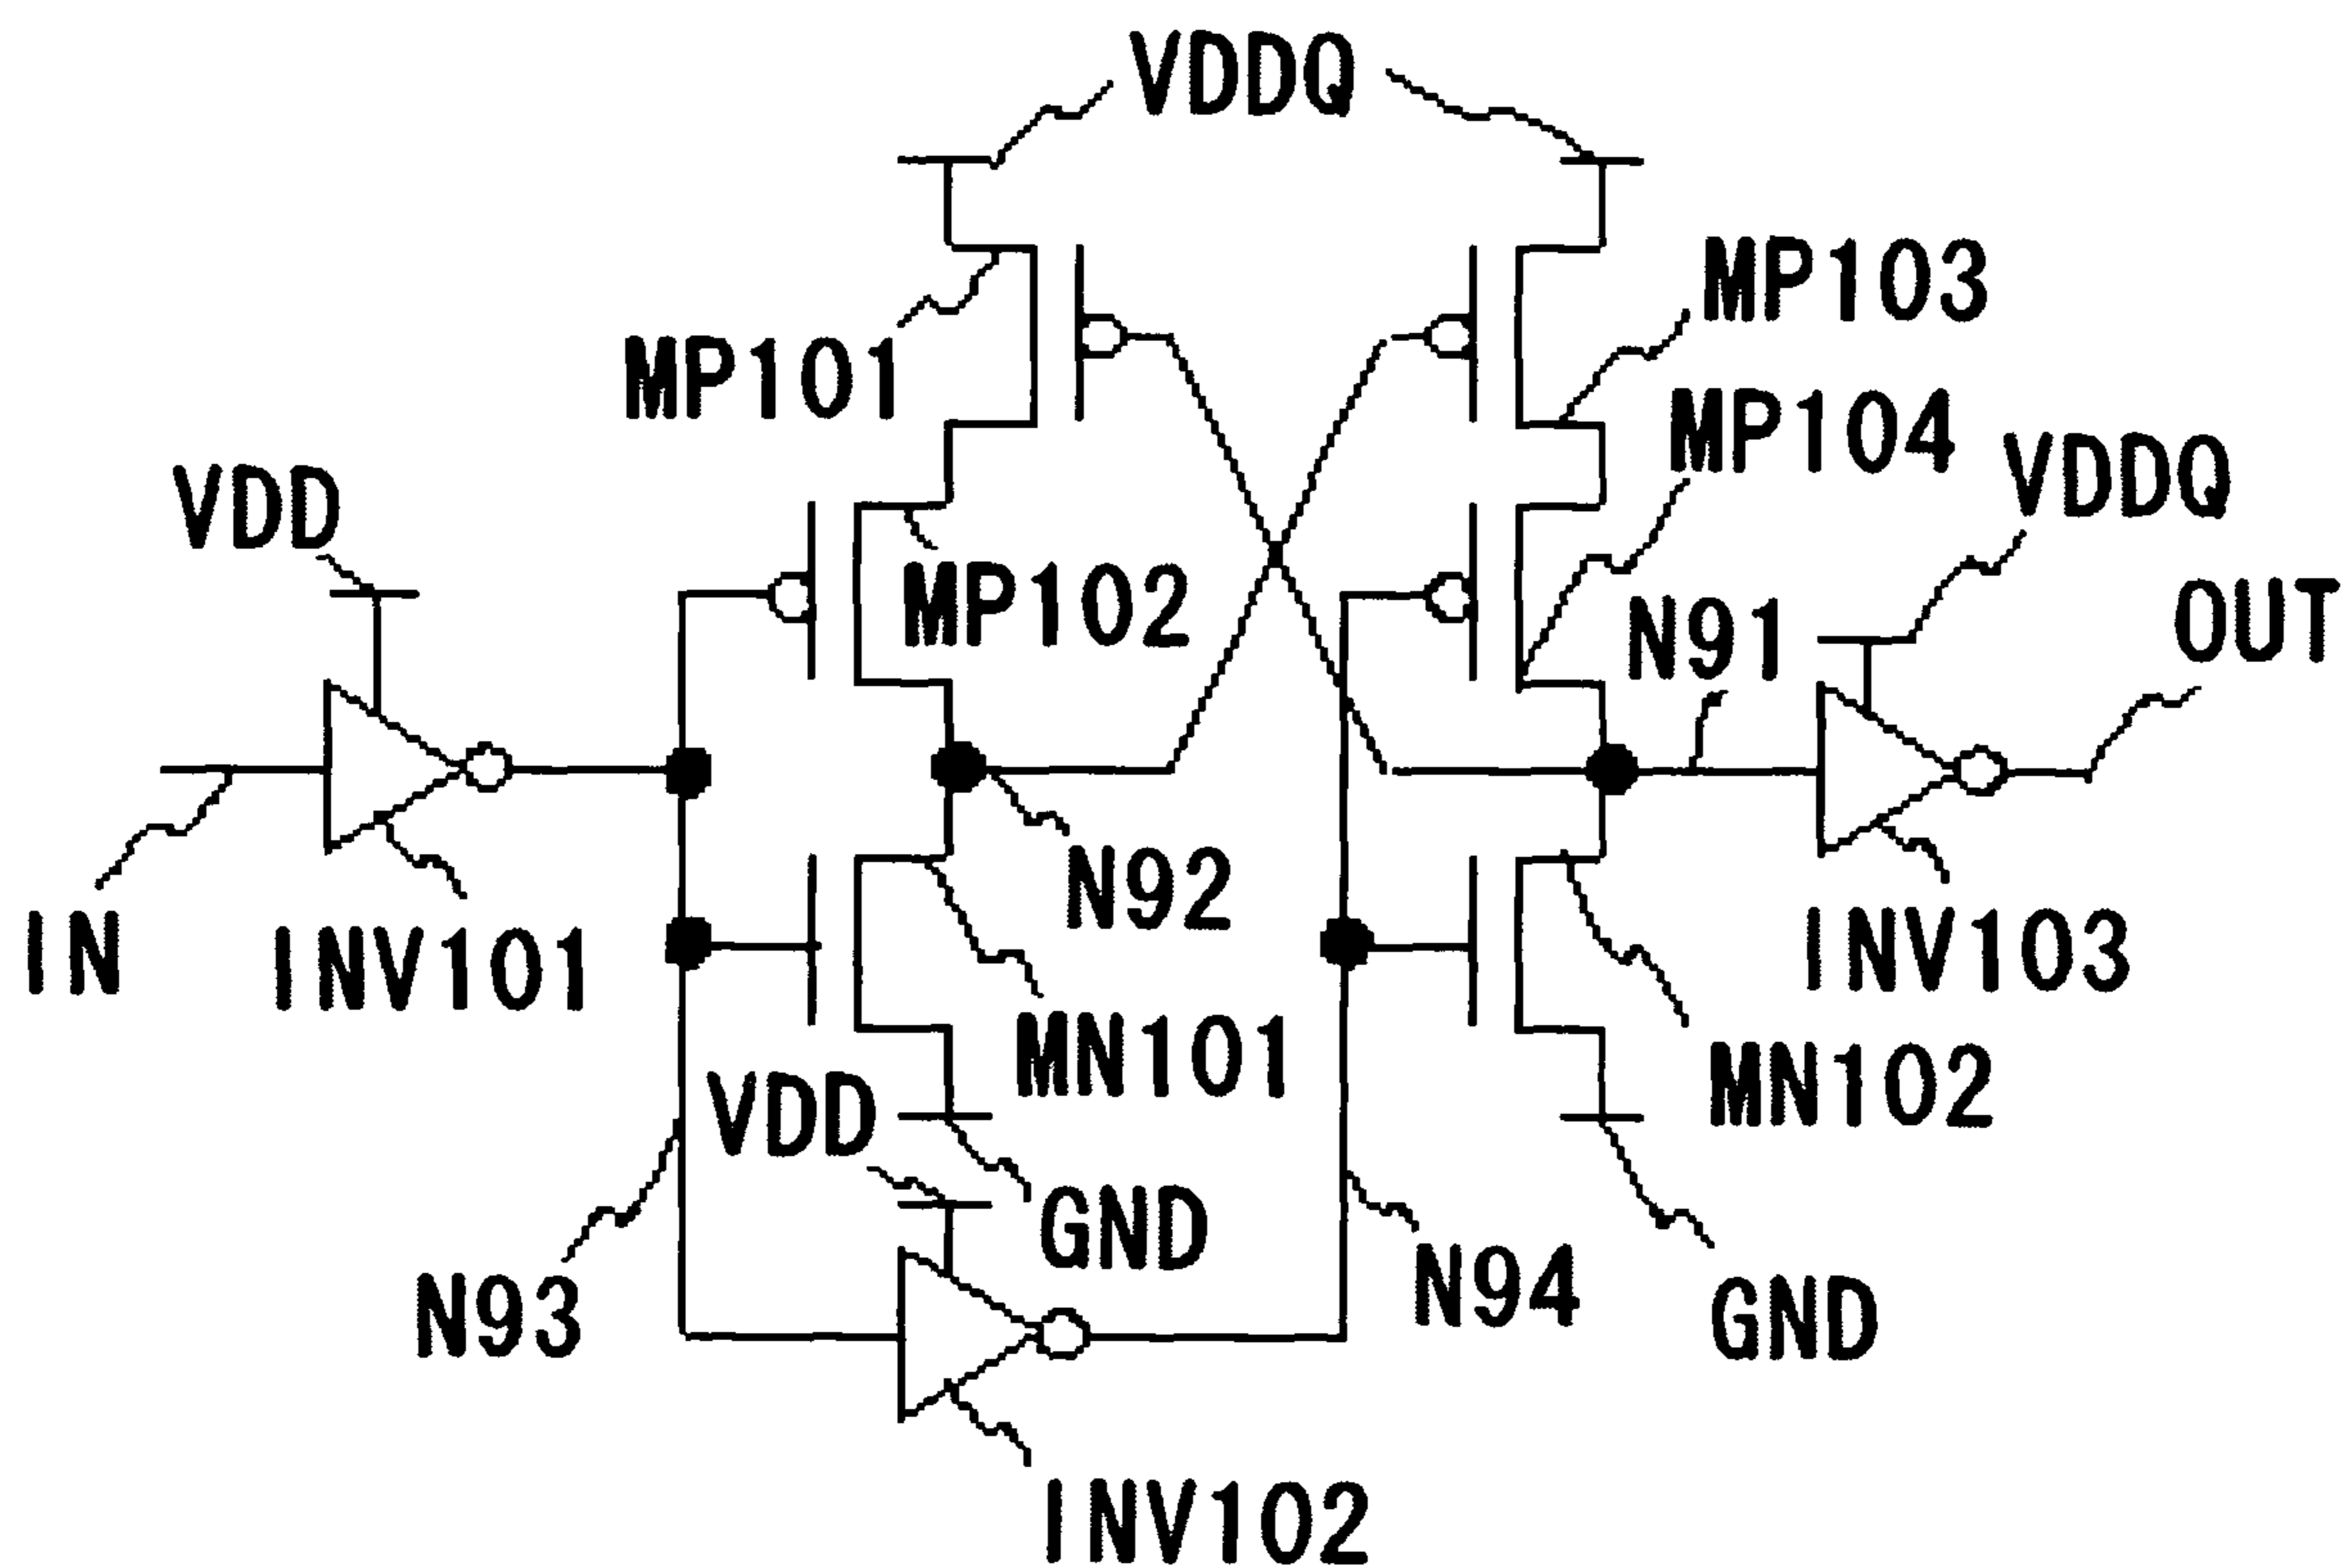 VDDQ
MP103
MP101
MP104
VDDQ
VDD
MP102
OUT
N91
N92
IN
INV101
INV103
MN101
MN102
VDD
GND
N94
N93
GND
INV102